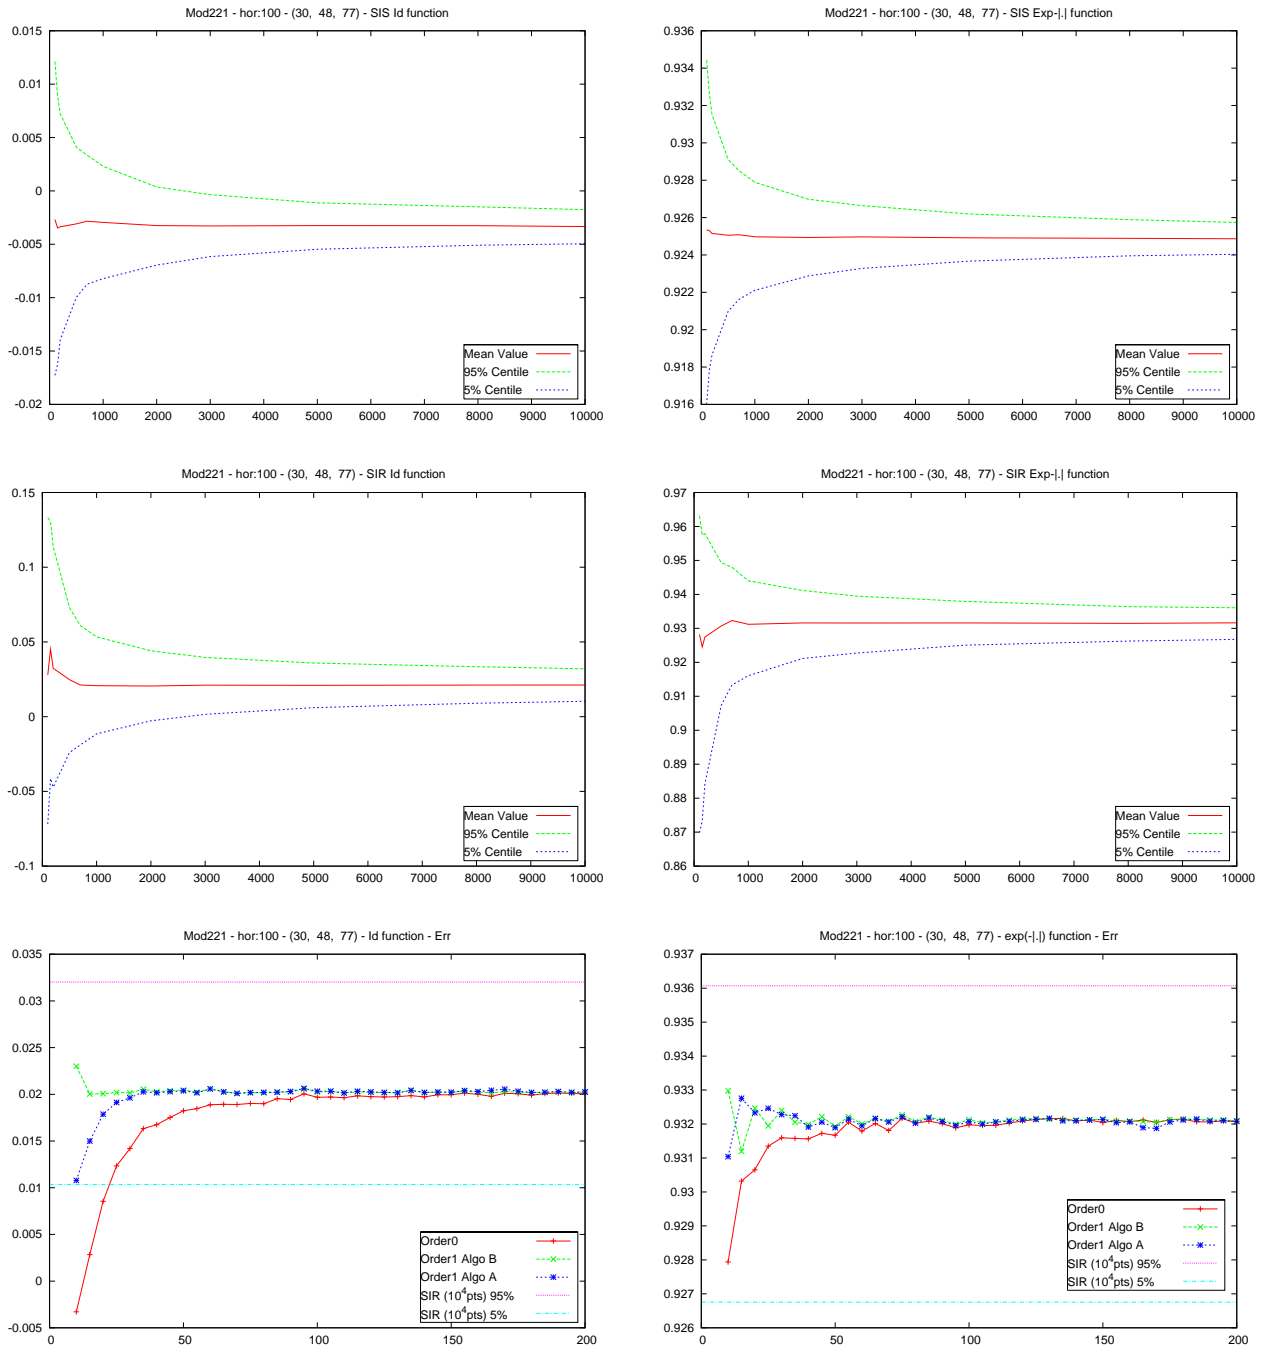 Mod221 - hor:100 - (30, 48, 77) - SIS Id function
0.015
0.01
0.005
0
-0.005
-0.01
-0.015
-0.02
0 1000 2000 3000 4000 5000 6000 7000 8000 9000 10000
Mean Value
95% Centile
5% Centile
Mod221 - hor:100 - (30, 48, 77) - SIS Exp-|.| function
0.936
0.934
0.932
0.93
0.928
0.926
0.924
0.922
0.92
0.918
0.916
0 1000 2000 3000 4000 5000 6000 7000 8000 9000 10000
Mean Value
95% Centile
5% Centile
Mod221 - hor:100 - (30, 48, 77) - SIR Id function
0.15
0.1
0.05
0
-0.05
-0.1
0 1000 2000 3000 4000 5000 6000 7000 8000 9000 10000
Mean Value
95% Centile
5% Centile
Mod221 - hor:100 - (30, 48, 77) - SIR Exp-|.| function
0.97
0.96
0.95
0.94
0.93
0.92
0.91
0.9
0.89
0.88
0.87
0.86
0 1000 2000 3000 4000 5000 6000 7000 8000 9000 10000
Mean Value
95% Centile
5% Centile
Mod221 - hor:100 - (30, 48, 77) - Id function - Err
0.035
0.03
0.025
0.02
0.015
0.01
0.005
0
-0.005
0 50 100 150 200
Order0
Order1 Algo B
Order1 Algo A
SIR (10^4pts) 95%
SIR (10^4pts) 5%
Mod221 - hor:100 - (30, 48, 77) - exp(-|.|) function - Err
0.937
0.936
0.935
0.934
0.933
0.932
0.931
0.93
0.929
0.928
0.927
0.926
0 50 100 150 200
Order0
Order1 Algo B
Order1 Algo A
SIR (10^4pts) 95%
SIR (10^4pts) 5%